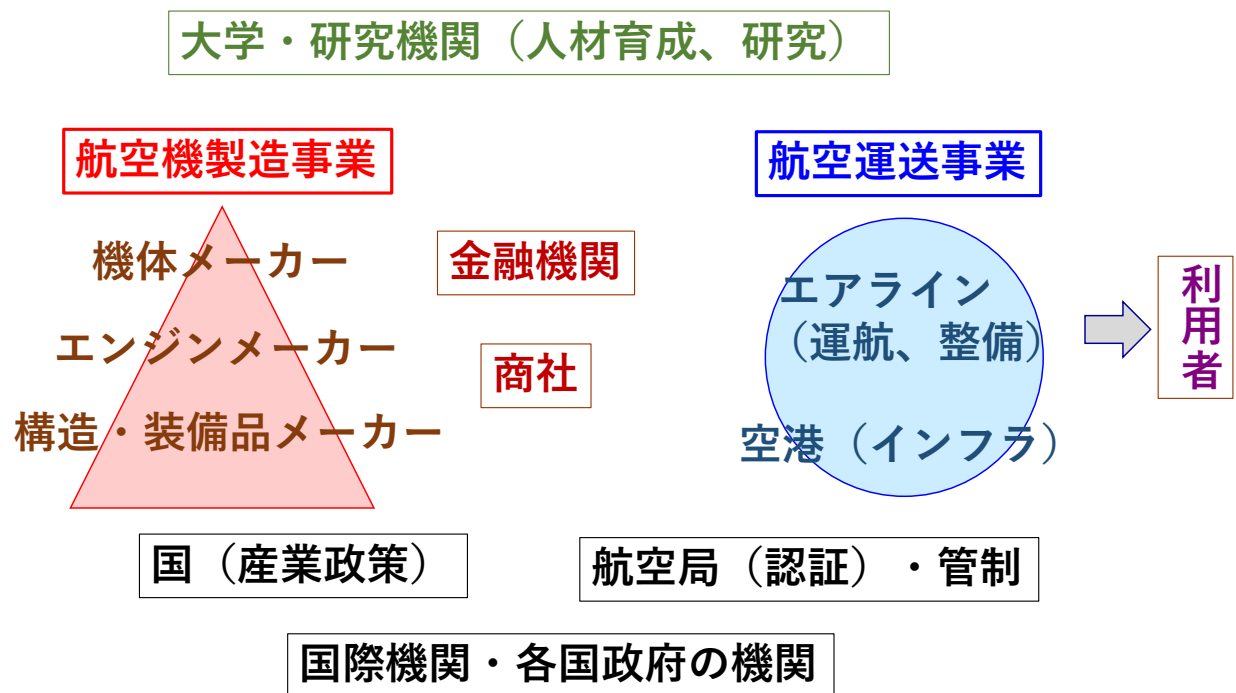 大学・研究機関（人材育成、研究）
航空機製造事業
機体メーカー
エンジンメーカー
構造・装備品メーカー
金融機関
商社
航空運送事業
エアライン
（運航、整備）
空港（インフラ）
利用者
国（産業政策）
航空局（認証）・管制
国際機関・各国政府の機関